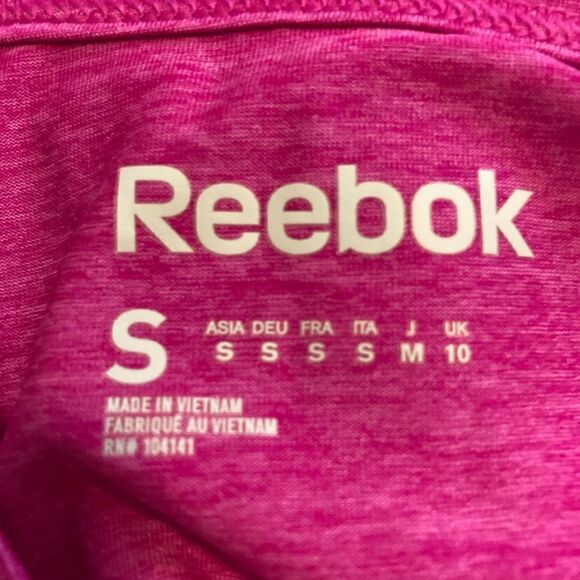 Reebok
S
ASIA DEU FRA ITA J UK
S S S S M 10
MADE IN VIETNAM
FABRIQUÉ AU VIETNAM
RN# 104141